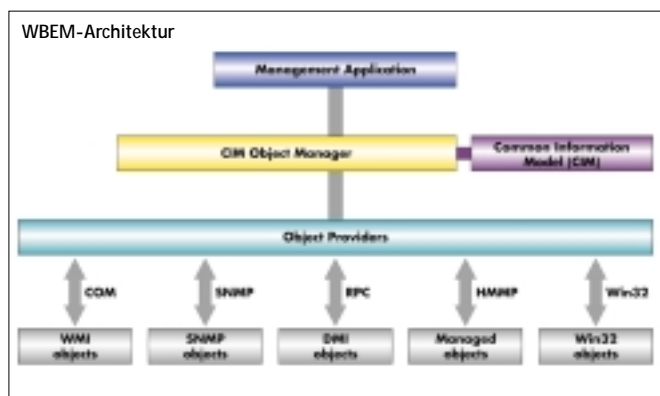 WBEM-Architektur
Management Application
CIM Object Manager
Common Information
Model (CIM)
Object Providers
COM
SNMP
RPC
HMMP
Win32
WMI
objects
SNMP
objects
DMI
objects
Managed
objects
Win32
objects